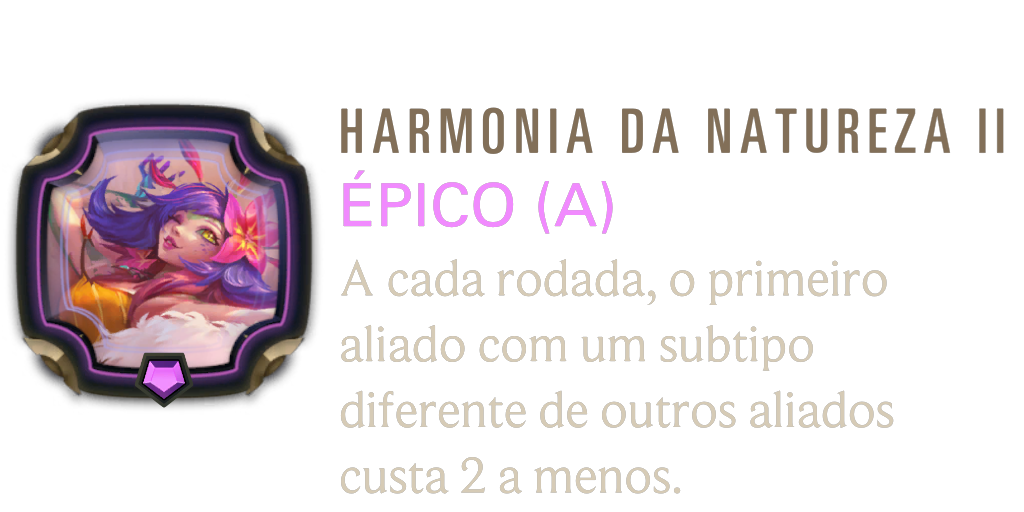 HARMONIA DA NATUREZA II
ÉPICO (A)
A cada rodada, o primeiro
aliado com um subtipo
diferente de outros aliados
custa 2 a menos.